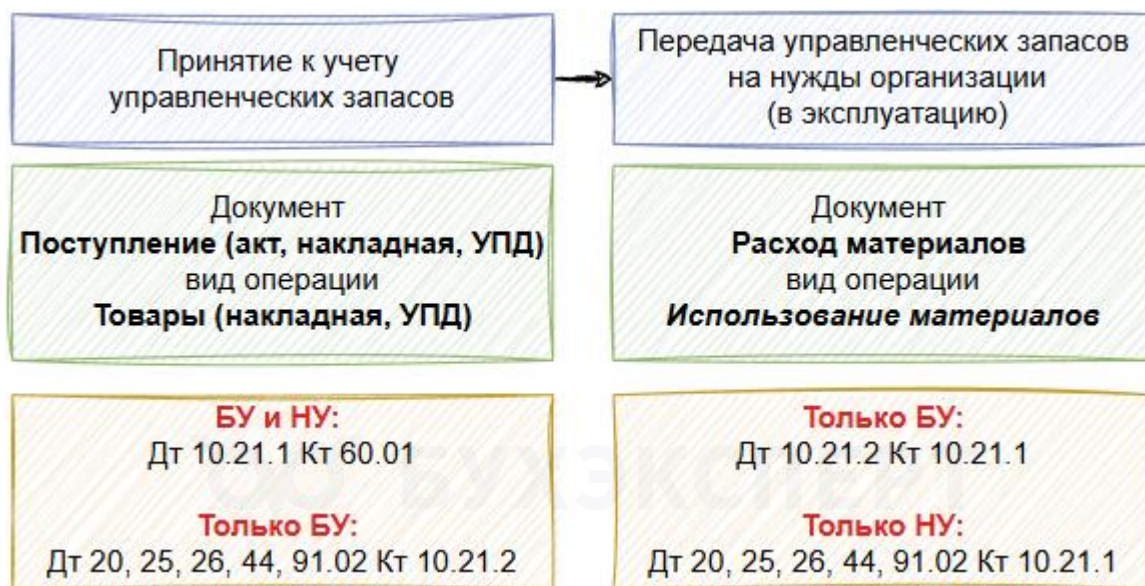 Принятие к учету
управленческих запасов
Передача управленческих запасов
на нужды организации
(в эксплуатацию)
Документ
Поступление (акт, накладная, УПД)
вид операции
Товары (накладная, УПД)
Документ
Расход материалов
вид операции
Использование материалов
БУ и НУ:
Дт 10.21.1 Кт 60.01
Только БУ:
Дт 20, 25, 26, 44, 91.02 Кт 10.21.2
Только БУ:
Дт 10.21.2 Кт 10.21.1
Только НУ:
Дт 20, 25, 26, 44, 91.02 Кт 10.21.1
БУХЭКСПЕРТ